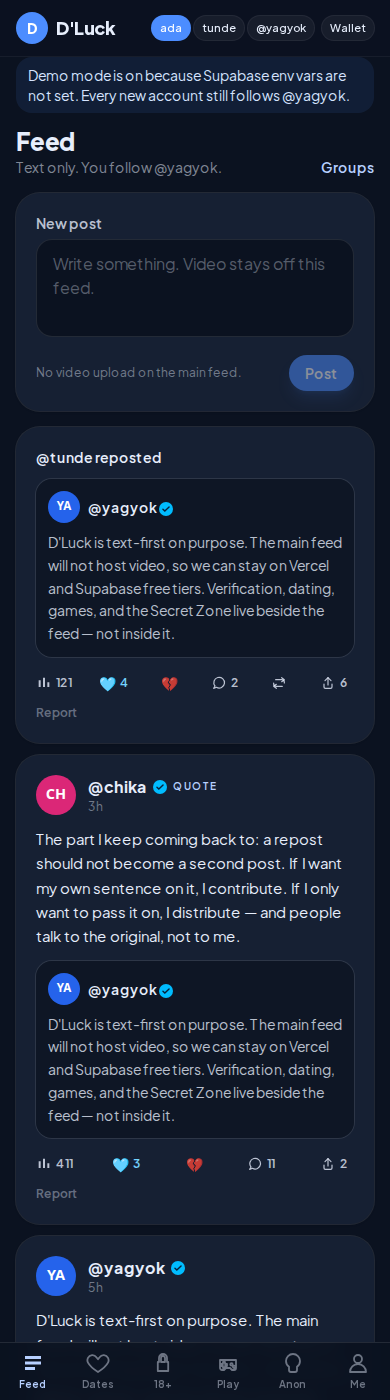 D D'Luck ada tunde @yagyok Wallet
Demo mode is on because Supabase env vars are
not set. Every new account still follows @yagyok.
Feed
Text only. You follow @yagyok. Groups
New post
Write something. Video stays off this
feed.
No video upload on the main feed. Post
@tunde reposted
YA @yagyok
D'Luck is text-first on purpose. The main feed
will not host video, so we can stay on Vercel
and Supabase free tiers. Verification, dating,
games, and the Secret Zone live beside the
feed — not inside it.
121 4 2 6
Report
CH @chika QUOTE
3h
The part I keep coming back to: a repost
should not become a second post. If I want
my own sentence on it, I contribute. If I only
want to pass it on, I distribute — and people
talk to the original, not to me.
YA @yagyok
D'Luck is text-first on purpose. The main feed
will not host video, so we can stay on Vercel
and Supabase free tiers. Verification, dating,
games, and the Secret Zone live beside the
feed — not inside it.
411 3 11 2
Report
YA @yagyok
5h
D'Luck is text-first on purpose. The main
Feed Dates 18+ Play Anon Me